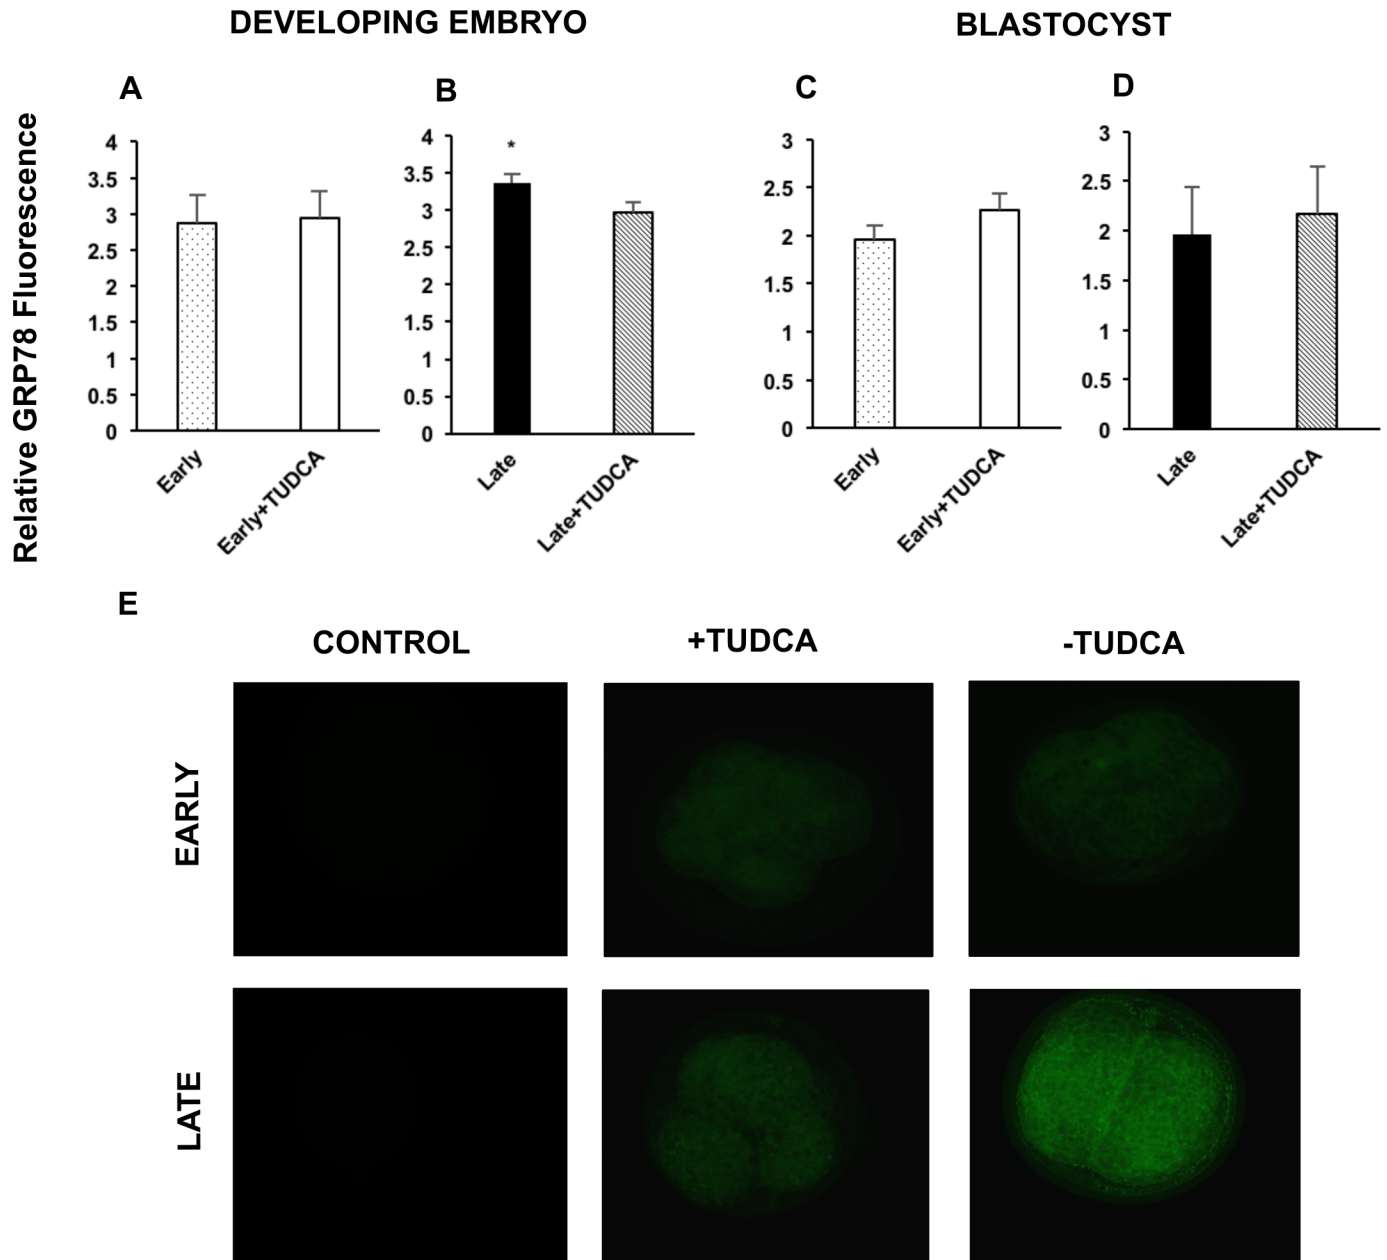 DEVELOPING EMBRYO
BLASTOCYST
Relative GRP78 Fluorescence
A
4
3.5
3
2.5
2
1.5
1
0.5
0
Early
Early+TUDCA
B
4
3.5
3
2.5
2
1.5
1
0.5
0
*
Late
Late+TUDCA
C
3
2.5
2
1.5
1
0.5
0
Early
Early+TUDCA
D
3
2.5
2
1.5
1
0.5
0
Late
Late+TUDCA
E
CONTROL
+TUDCA
-TUDCA
EARLY
LATE